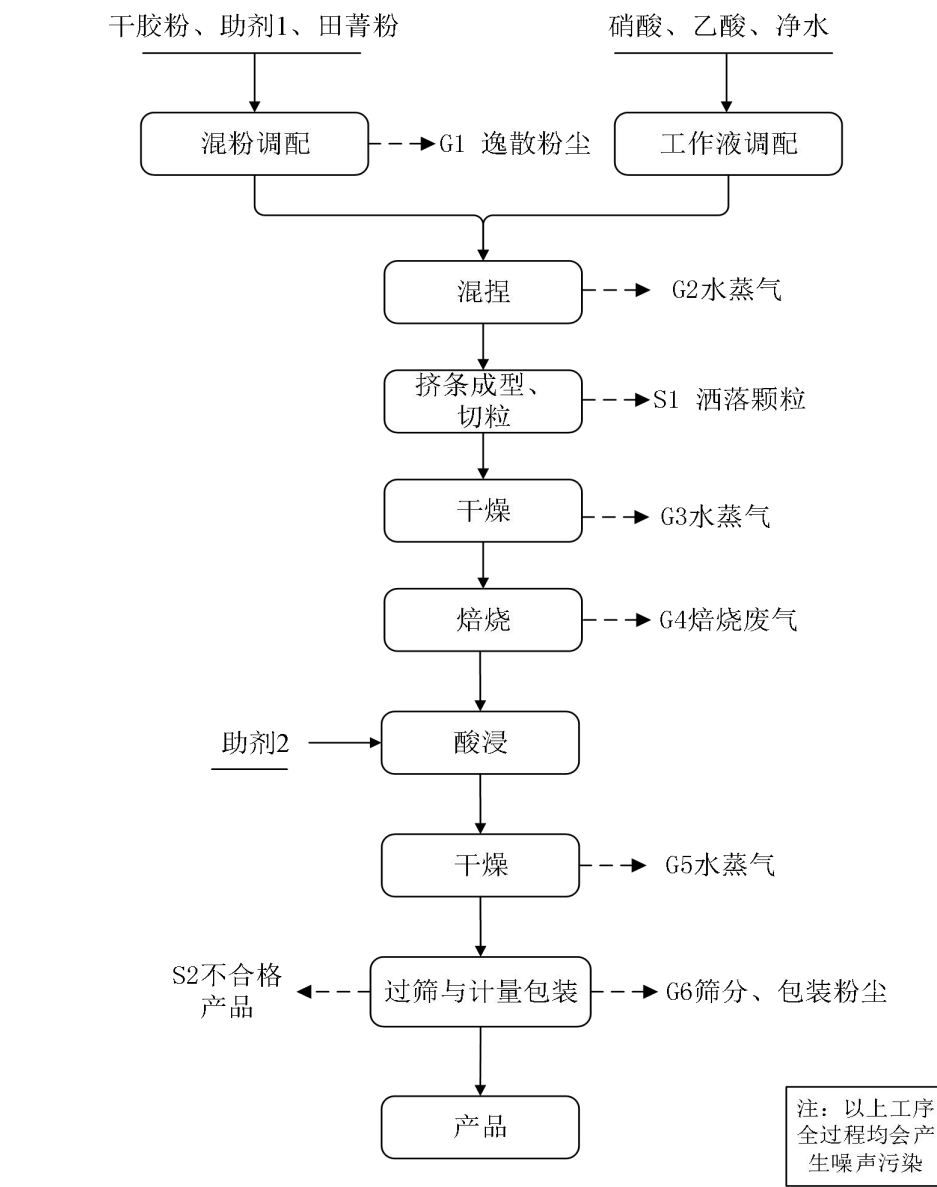 干胶粉、助剂1、田菁粉
硝酸、乙酸、净水
混粉调配
G1 逸散粉尘
工作液调配
混捏
G2水蒸气
挤条成型、
切粒
S1 洒落颗粒
干燥
G3水蒸气
焙烧
G4焙烧废气
助剂2
酸浸
干燥
G5水蒸气
S2不合格
产品
过筛与计量包装
G6筛分、包装粉尘
产品
注：以上工序
全过程均会产
生噪声污染